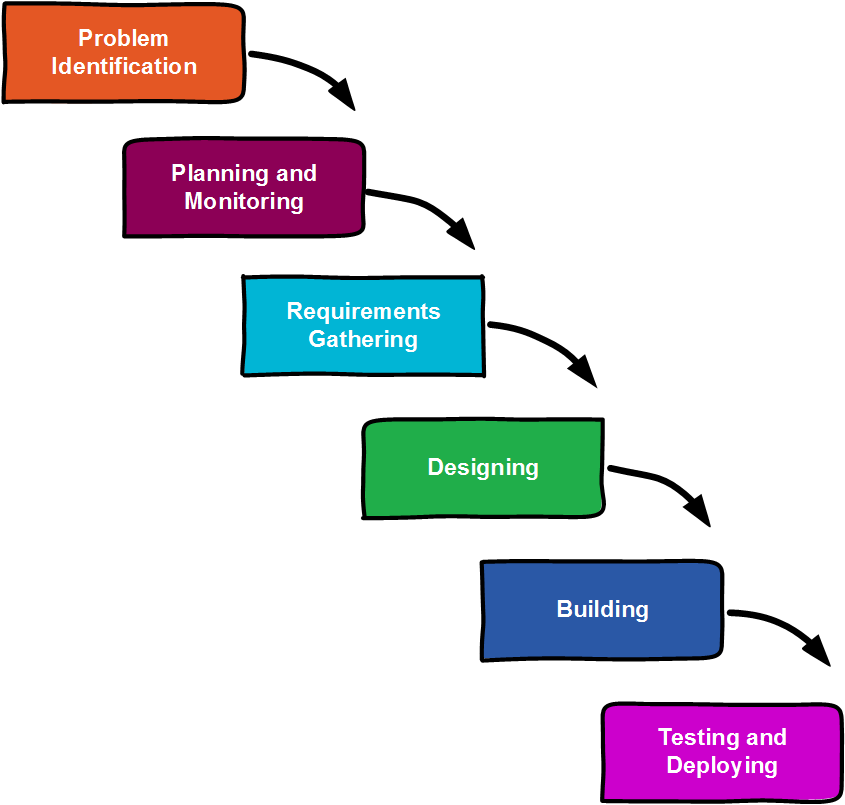 Problem
Identification
Planning and
Monitoring
Requirements
Gathering
Designing
Building
Testing and
Deploying